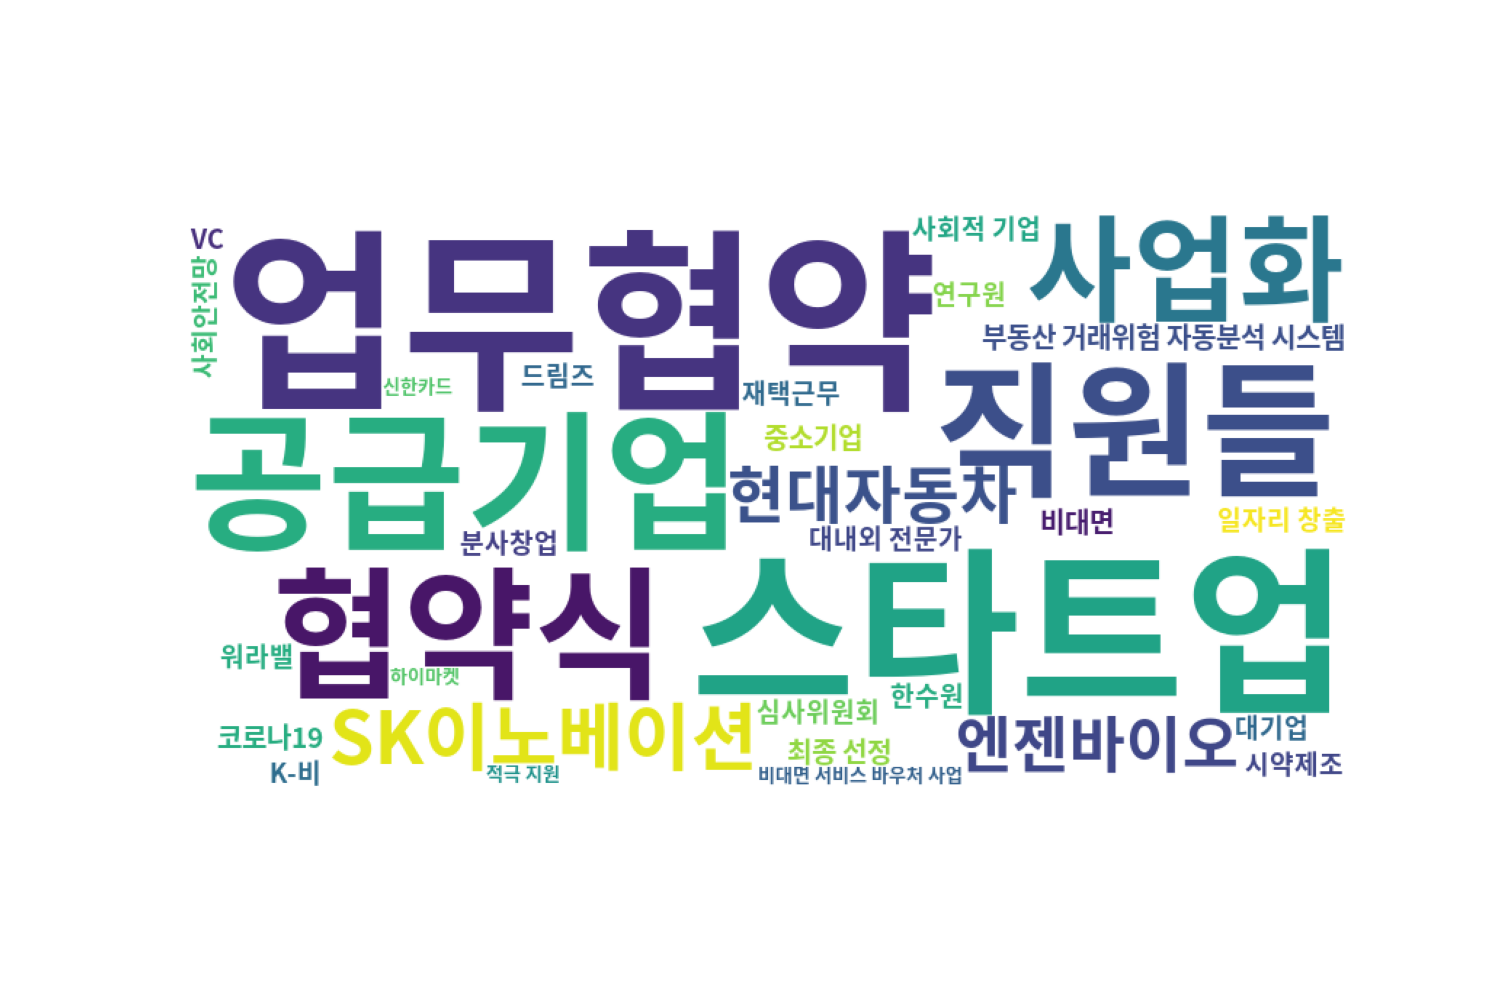 VC
사회안전망
업무협약
사회적 기업
사업화
연구원
부동산 거래위험 자동분석 시스템
신한카드
드림즈
재택근무
직원들
공급기업
중소기업
현대자동차
비대면
일자리 창출
분사창업
대내외 전문가
협약식
스타트업
워라밸
하이마켓
한수원
SK이노베이션
심사위원회
엔젠바이오
대기업
코로나19
최종 선정
시약제조
K-비
적극 지원
비대면 서비스 바우처 사업